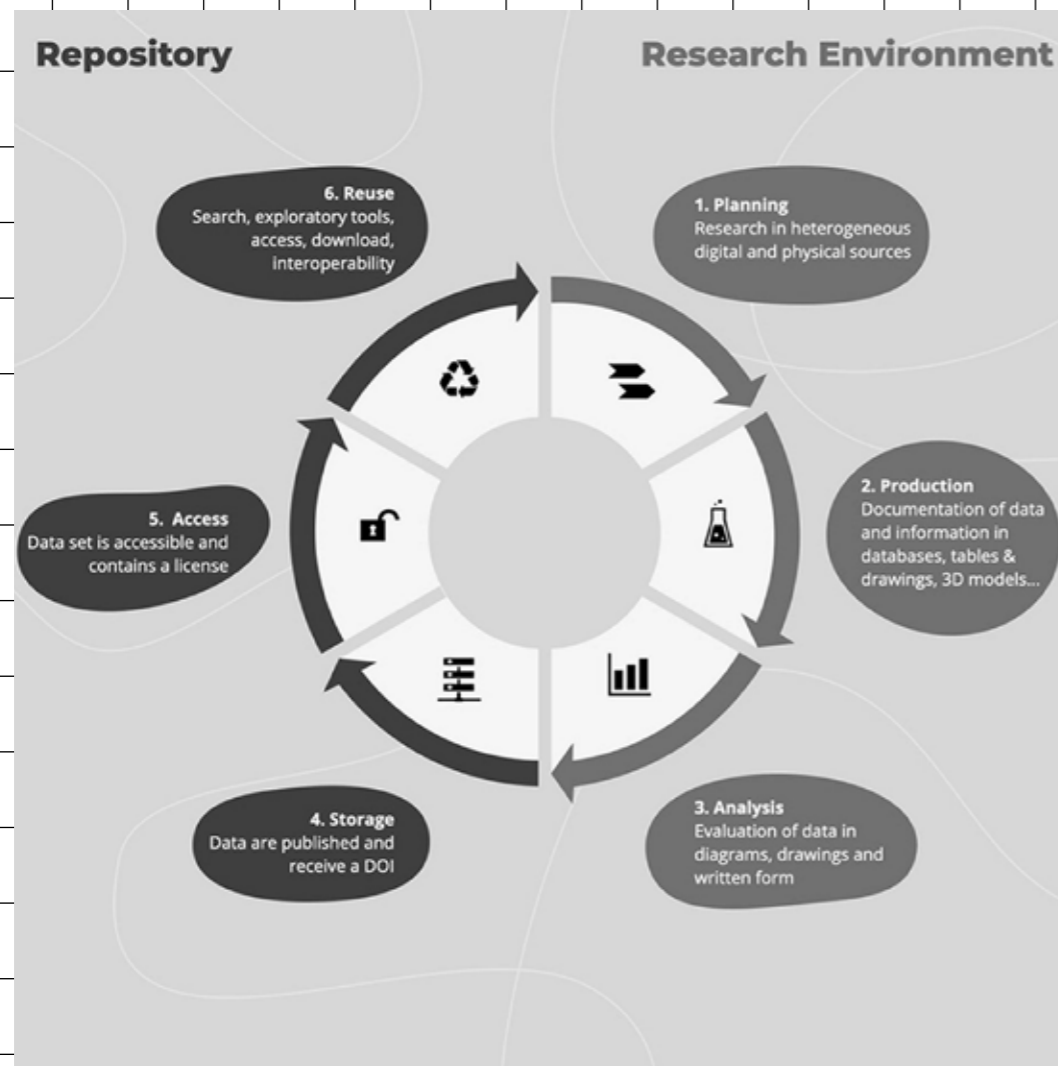 Repository
Research Environment
6. Reuse
Search, exploratory tools,
access, download,
interoperability
1. Planning
Research in heterogeneous
digital and physical sources
5. Access
Data set is accessible and
contains a license
2. Production
Documentation of data
and information in
databases, tables &
drawings, 3D models...
4. Storage
Data are published and
receive a DOI
3. Analysis
Evaluation of data in
diagrams, drawings and
written form